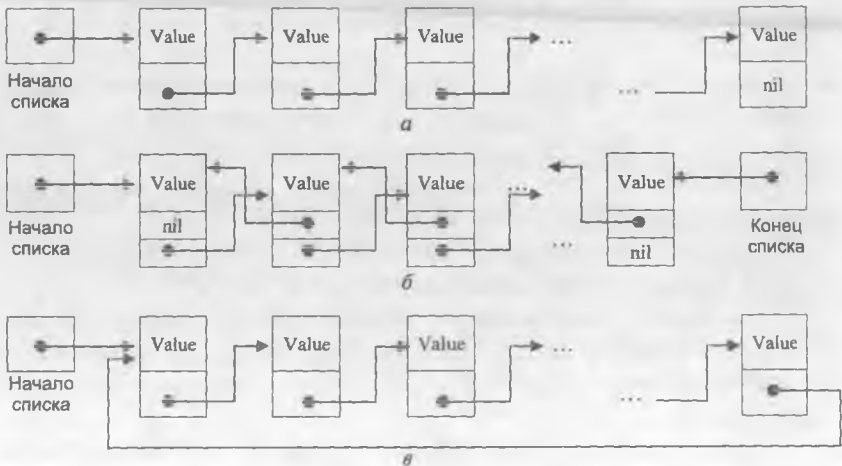 Value Value Value ... Value
Начало
списка
... nil
а
Value Value Value ... Value
Начало
списка
nil
Конец
списка
... nil
б
Value Value Value ... Value
Начало
списка
...
в